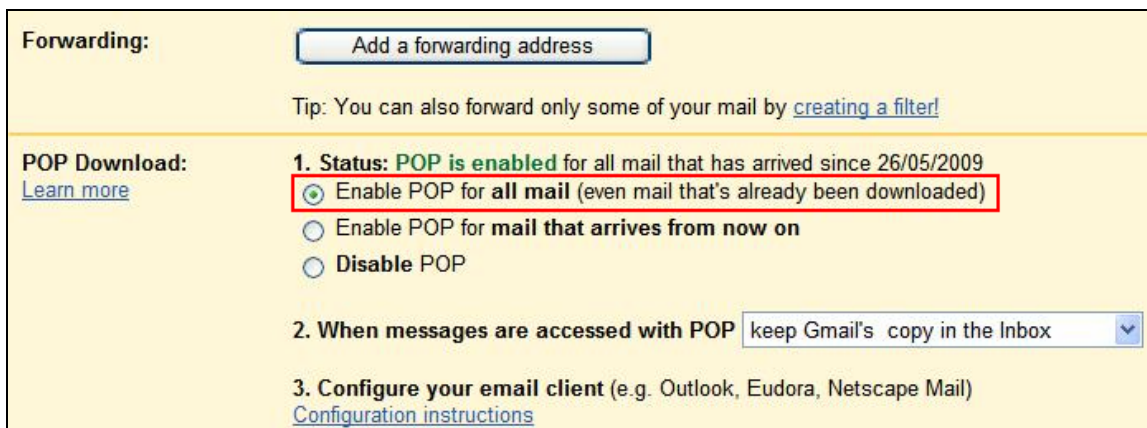 Forwarding:
Add a forwarding address
Tip: You can also forward only some of your mail by creating a filter!
POP Download:
Learn more
1. Status: POP is enabled for all mail that has arrived since 26/05/2009
Enable POP for all mail (even mail that's already been downloaded)
Enable POP for mail that arrives from now on
Disable POP
2. When messages are accessed with POP keep Gmail's copy in the Inbox
3. Configure your email client (e.g. Outlook, Eudora, Netscape Mail)
Configuration instructions